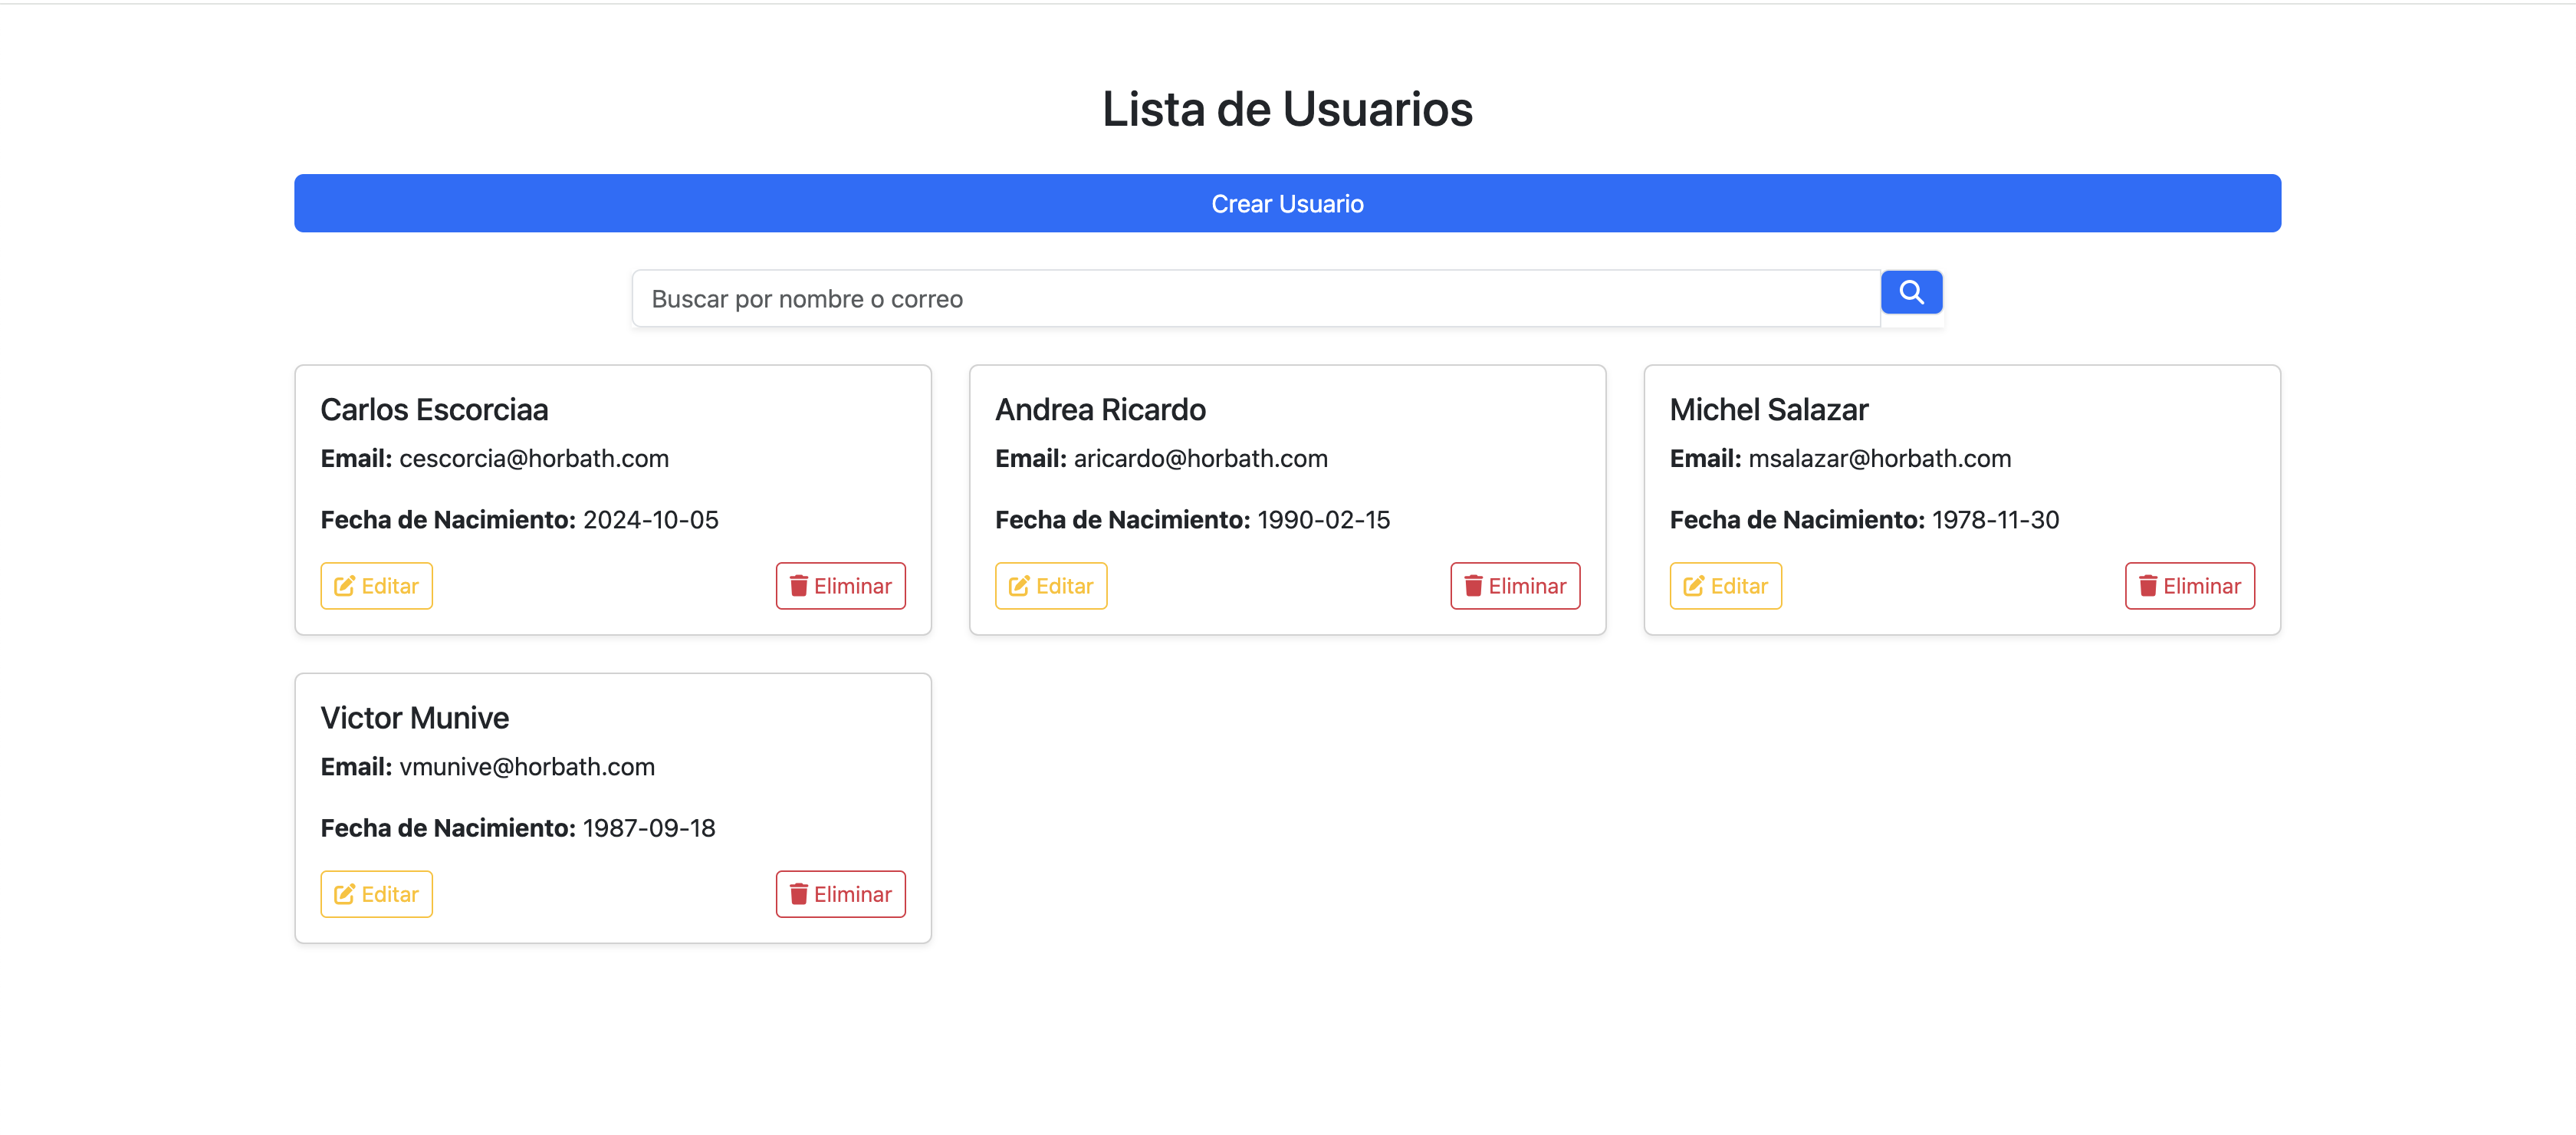 Lista de Usuarios
Crear Usuario
Buscar por nombre o correo
Carlos Escorciaa
Email: cescorcia@horbath.com
Fecha de Nacimiento: 2024-10-05
Editar
Eliminar
Andrea Ricardo
Email: aricardo@horbath.com
Fecha de Nacimiento: 1990-02-15
Editar
Eliminar
Michel Salazar
Email: msalazar@horbath.com
Fecha de Nacimiento: 1978-11-30
Editar
Eliminar
Victor Munive
Email: vmunive@horbath.com
Fecha de Nacimiento: 1987-09-18
Editar
Eliminar